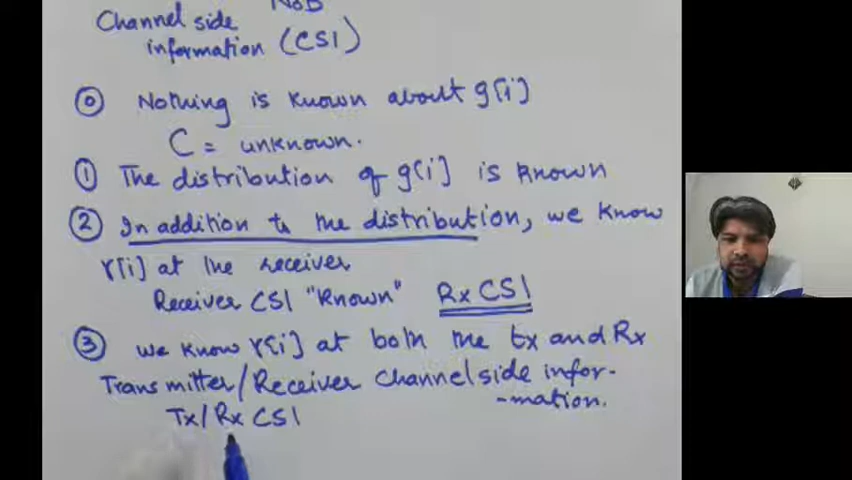 NoB
Channel side
information (CSI)
⓪ Nothing is known about g[i]
C = unknown.
① The distribution of g[i] is known
② In addition to the distribution, we know
γ[i] at the receiver
Receiver CSI "Known" Rx CSI
③ we know γ[i] at both the tx and Rx
Transmitter/Receiver channel side infor-
-mation.
Tx/Rx CSI